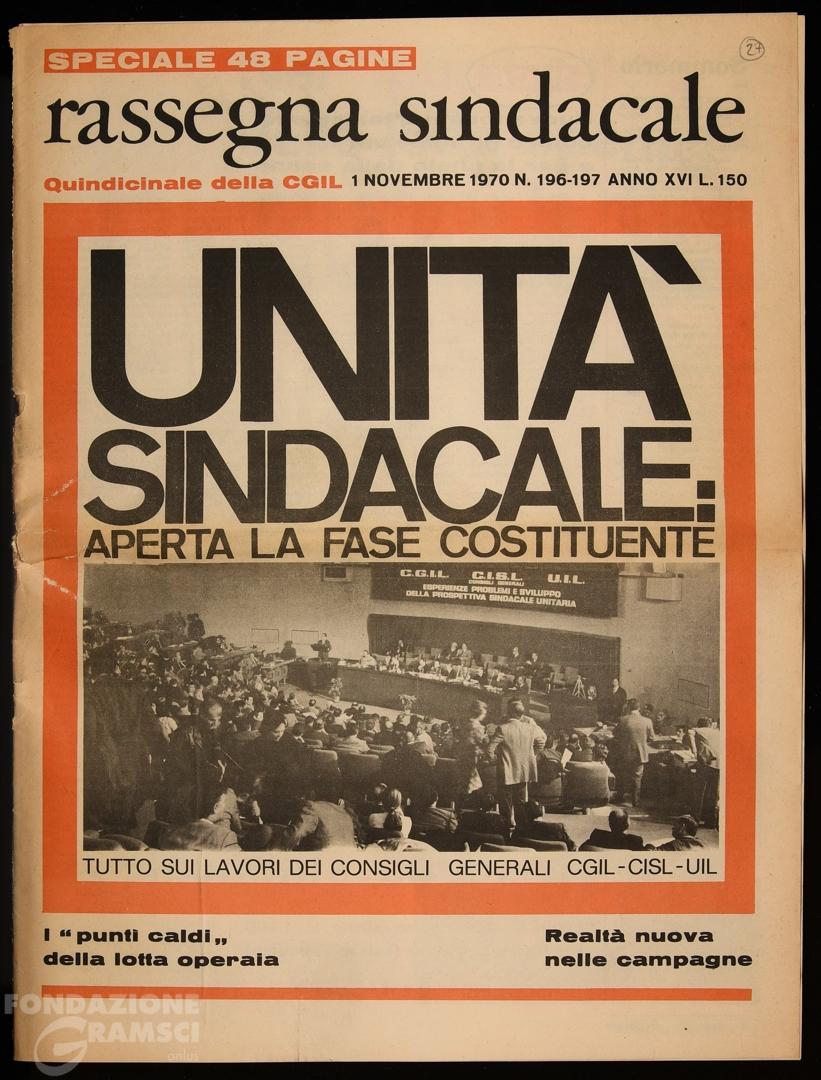 27
SPECIALE 48 PAGINE
rassegna sindacale
Quindicinale della CGIL 1 NOVEMBRE 1970 N. 196-197 ANNO XVI L. 150
UNITÀ
SINDACALE:
APERTA LA FASE COSTITUENTE
C.G.I.L. C.I.S.L. U.I.L.
CONSIGLI GENERALI
ESPERIENZE PROBLEMI E SVILUPPO
DELLA PROSPETTIVA SINDACALE UNITARIA
TUTTO SUI LAVORI DEI CONSIGLI GENERALI CGIL-CISL-UIL
I “punti caldi„
della lotta operaia
Realtà nuova
nelle campagne
FONDAZIONE
GRAMSCI
onlus